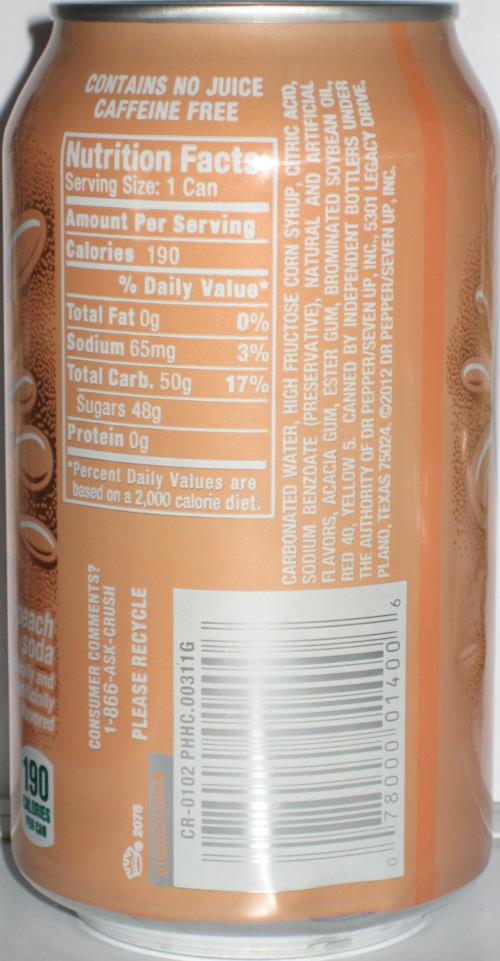 CONTAINS NO JUICE
CAFFEINE FREE
Nutrition Facts
Serving Size: 1 Can
Amount Per Serving
Calories 190
% Daily Value*
Total Fat 0g 0%
Sodium 65mg 3%
Total Carb. 50g 17%
Sugars 48g
Protein 0g
*Percent Daily Values are
based on a 2,000 calorie diet.
CARBONATED WATER, HIGH FRUCTOSE CORN SYRUP, CITRIC ACID,
SODIUM BENZOATE (PRESERVATIVE), NATURAL AND ARTIFICIAL
FLAVORS, ACACIA GUM, ESTER GUM, BROMINATED SOYBEAN OIL,
RED 40, YELLOW 5. CANNED BY INDEPENDENT BOTTLERS UNDER
THE AUTHORITY OF DR PEPPER/SEVEN UP, INC., 5301 LEGACY DRIVE,
PLANO, TEXAS 75024. ©2012 DR PEPPER/SEVEN UP, INC.
CONSUMER COMMENTS?
1-866-ASK-CRUSH
PLEASE RECYCLE
CR-0102 PHHC.00311G
0 78000 01400 6
2076
peach
soda
190
CALORIES
PER CAN